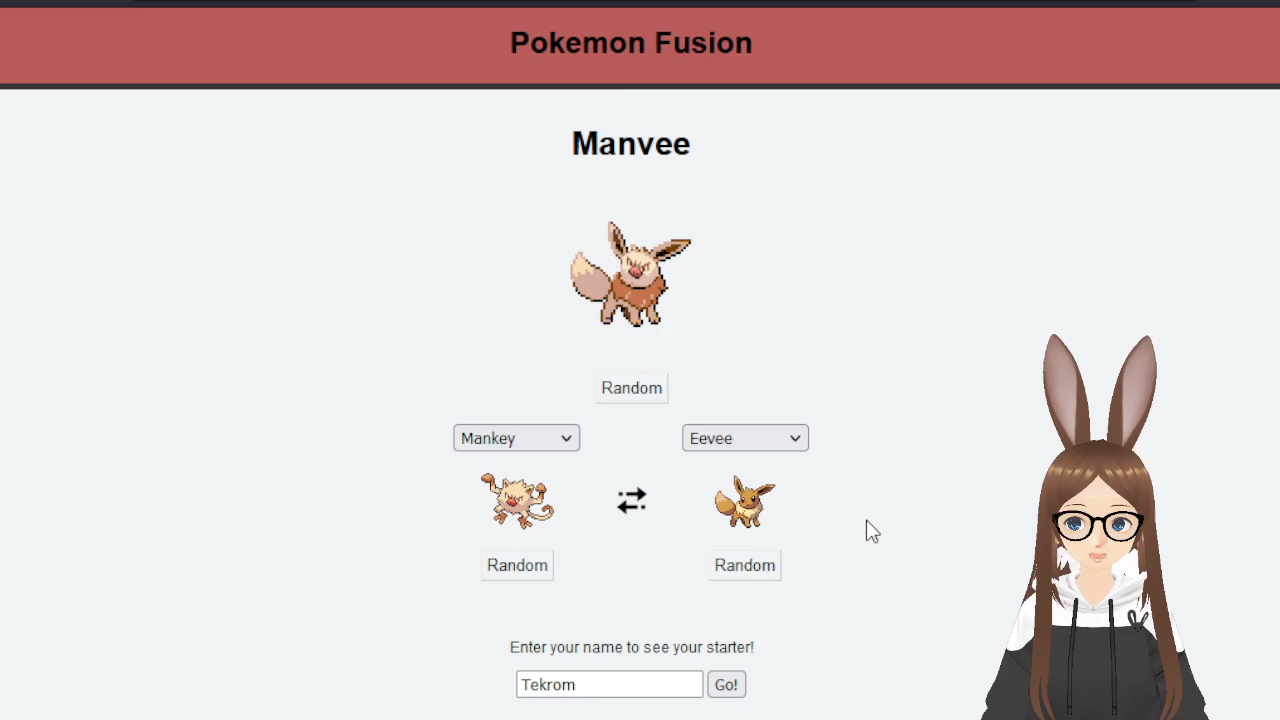 Pokemon Fusion
Manvee
Random
Mankey
Eevee
Random
Random
Enter your name to see your starter!
Tekrom
Go!